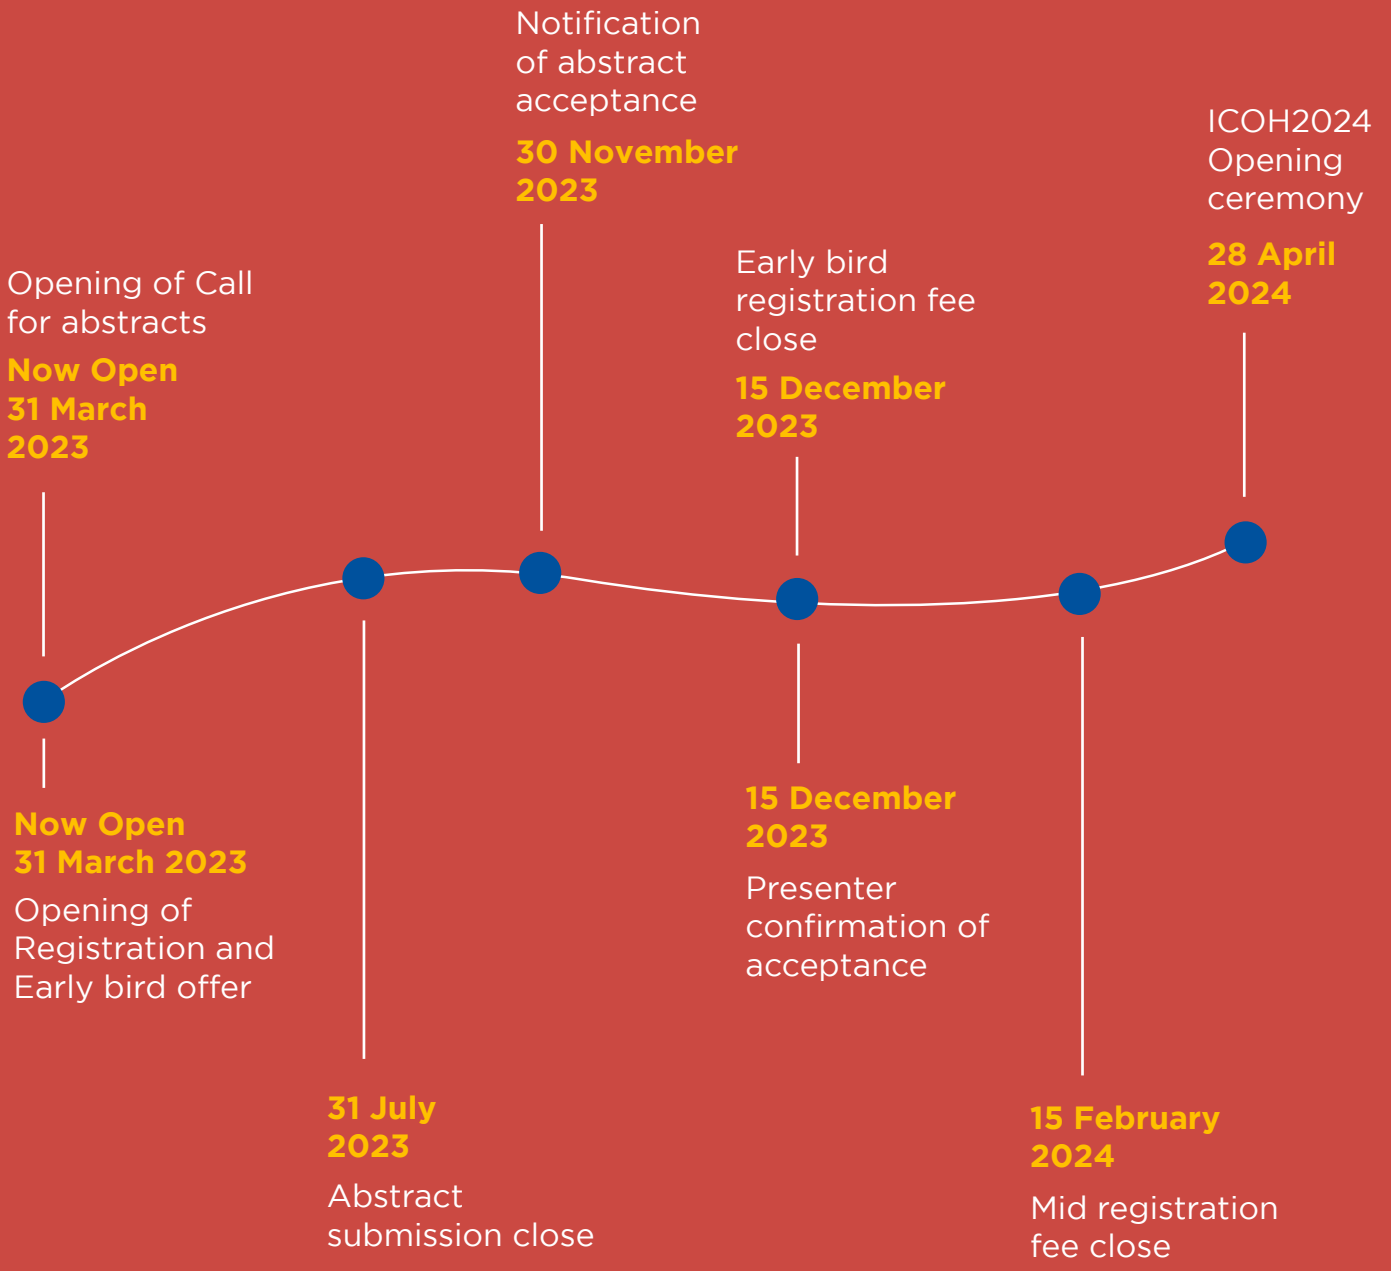 Opening of Call
for abstracts
Now Open
31 March
2023
Now Open
31 March 2023
Opening of
Registration and
Early bird offer
31 July
2023
Abstract
submission close
Notification
of abstract
acceptance
30 November
2023
Early bird
registration fee
close
15 December
2023
15 December
2023
Presenter
confirmation of
acceptance
15 February
2024
Mid registration
fee close
ICOH2024
Opening
ceremony
28 April
2024